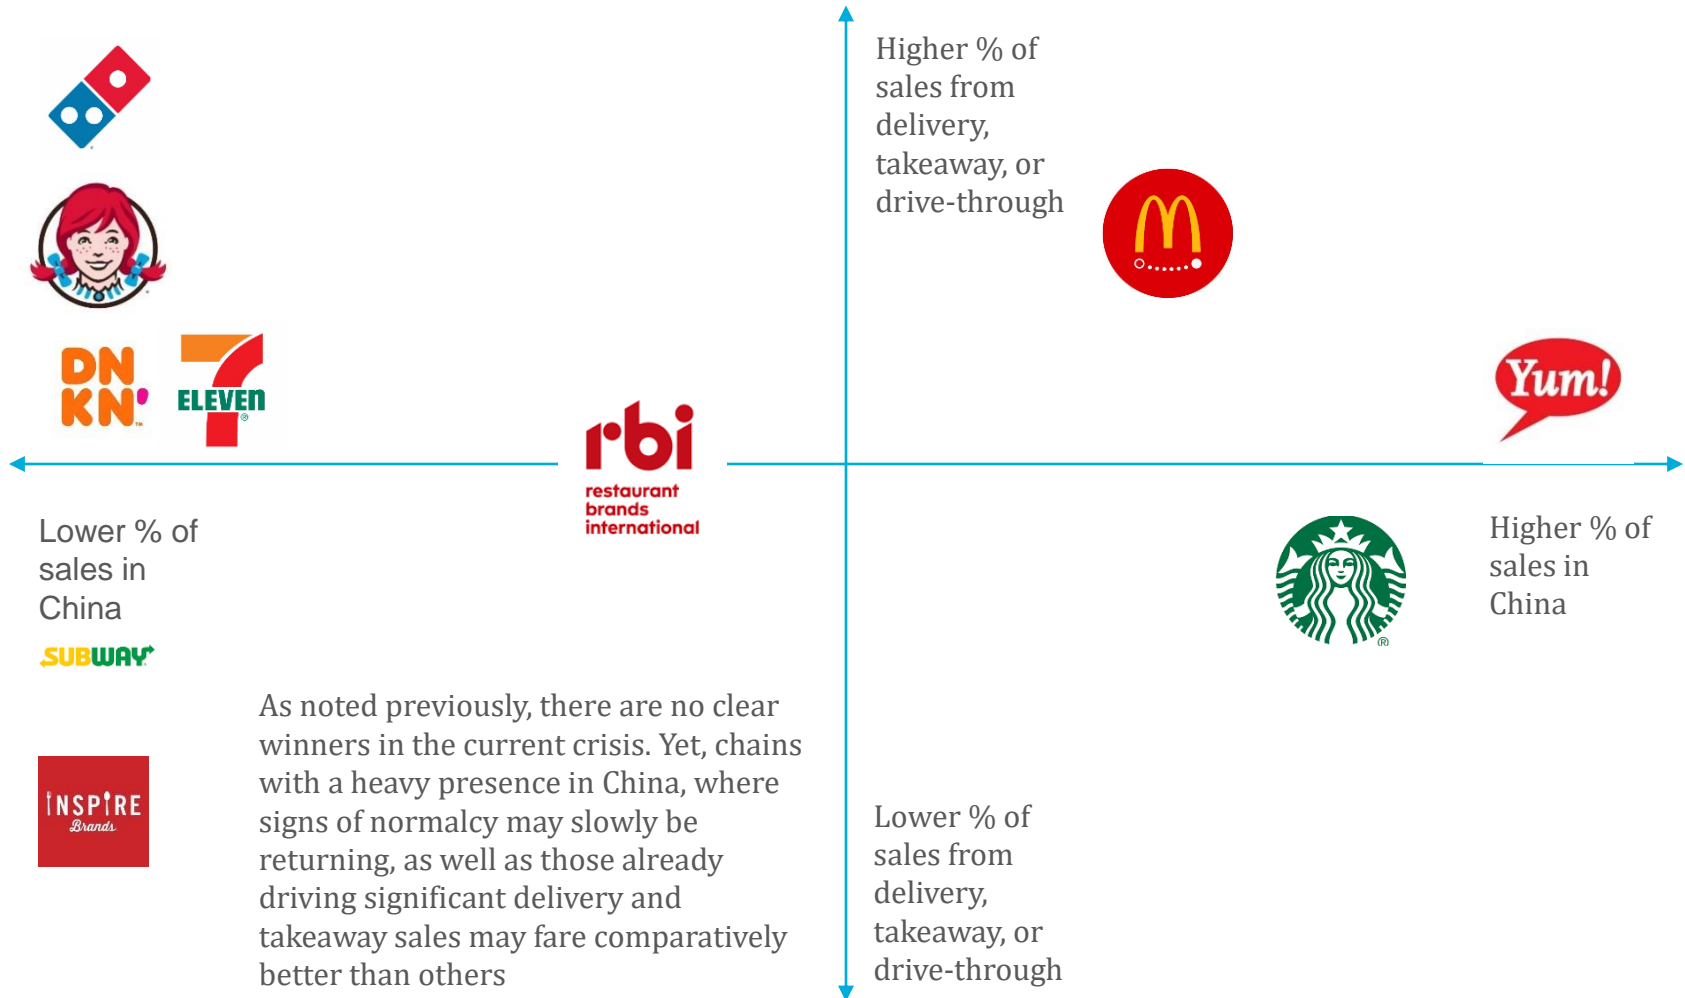 Higher % of
sales from
delivery,
takeaway, or
drive-through
DN
KN'
™
7
ELEVEN
®
Yum!
rbi
restaurant
brands
international
Lower % of
sales in
China
Higher % of
sales in
China
®
SUBWAY
INSPIRE
Brands
As noted previously, there are no clear
winners in the current crisis. Yet, chains
with a heavy presence in China, where
signs of normalcy may slowly be
returning, as well as those already
driving significant delivery and
takeaway sales may fare comparatively
better than others
Lower % of
sales from
delivery,
takeaway, or
drive-through